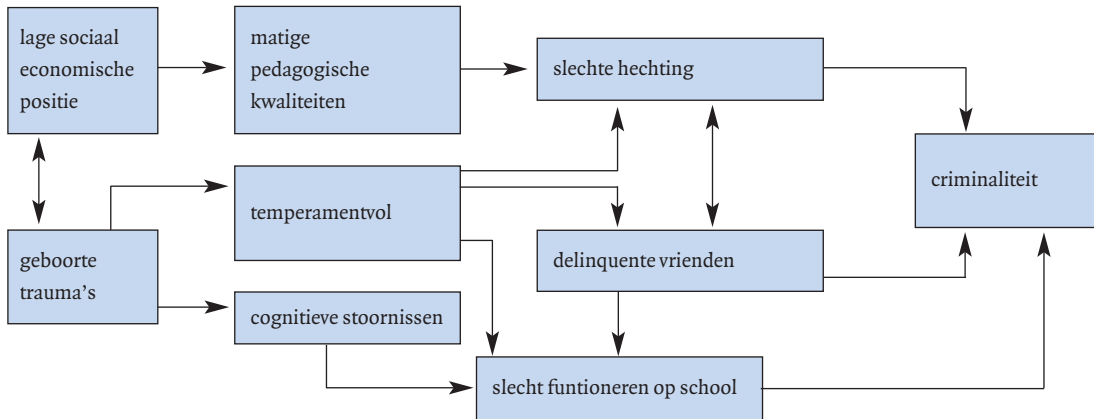 lage sociaal
economische
positie
matige
pedagogische
kwaliteiten
slechte hechting
criminaliteit
temperamentvol
geboorte
trauma's
delinquente vrienden
cognitieve stoornissen
slecht funtioneren op school